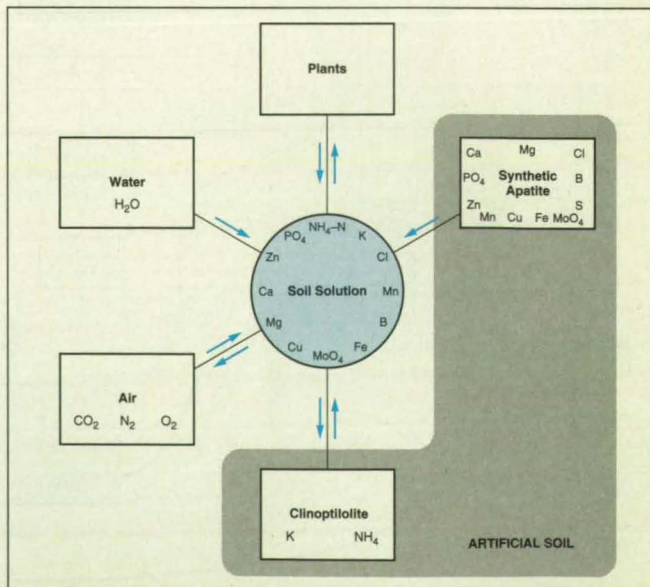 Plants
Water
H₂O
Ca Mg Cl
PO₄ Synthetic B
Apatite
Zn S
Mn Cu Fe MoO₄
NH₄–N
PO₄ K
Zn Cl
Ca Soil Solution Mn
Mg B
Cu Fe
MoO₄
Air
CO₂ N₂ O₂
Clinoptilolite
K NH₄
ARTIFICIAL SOIL